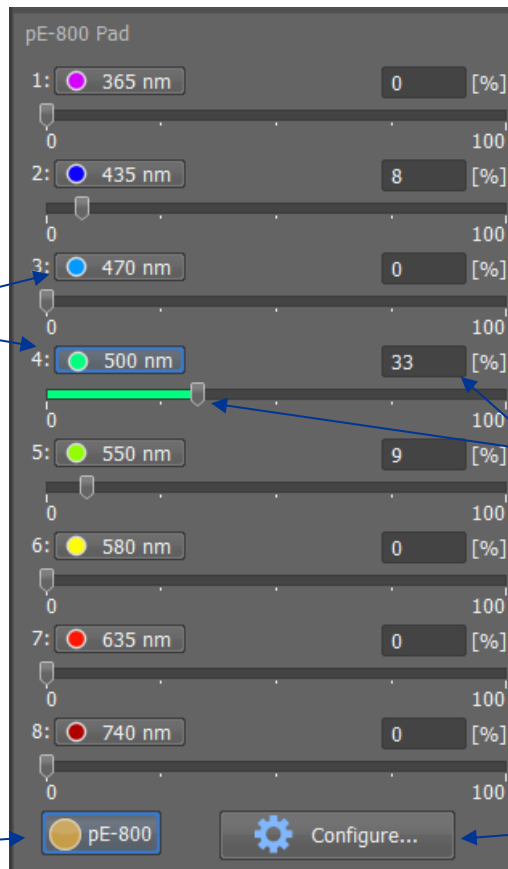 pE-800 Pad
1: 365 nm 0 [%]
0 100
2: 435 nm 8 [%]
0 100
3: 470 nm 0 [%]
0 100
4: 500 nm 33 [%]
0 100
5: 550 nm 9 [%]
0 100
6: 580 nm 0 [%]
0 100
7: 635 nm 0 [%]
0 100
8: 740 nm 0 [%]
0 100
pE-800 Configure...